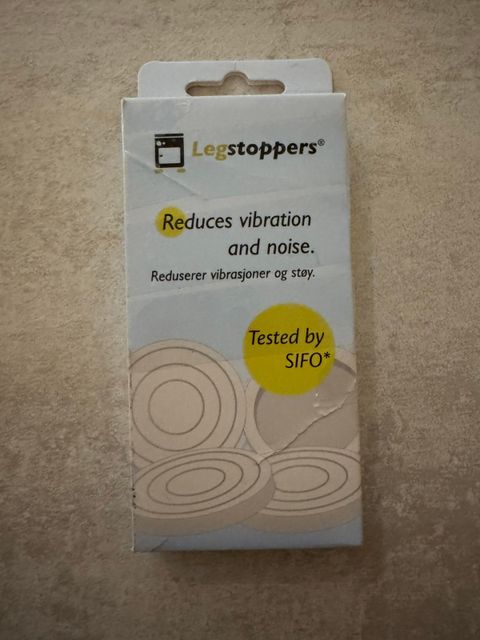 Legstoppers®
Reduces vibration
and noise.
Reduserer vibrasjoner og støy.
Tested by
SIFO*